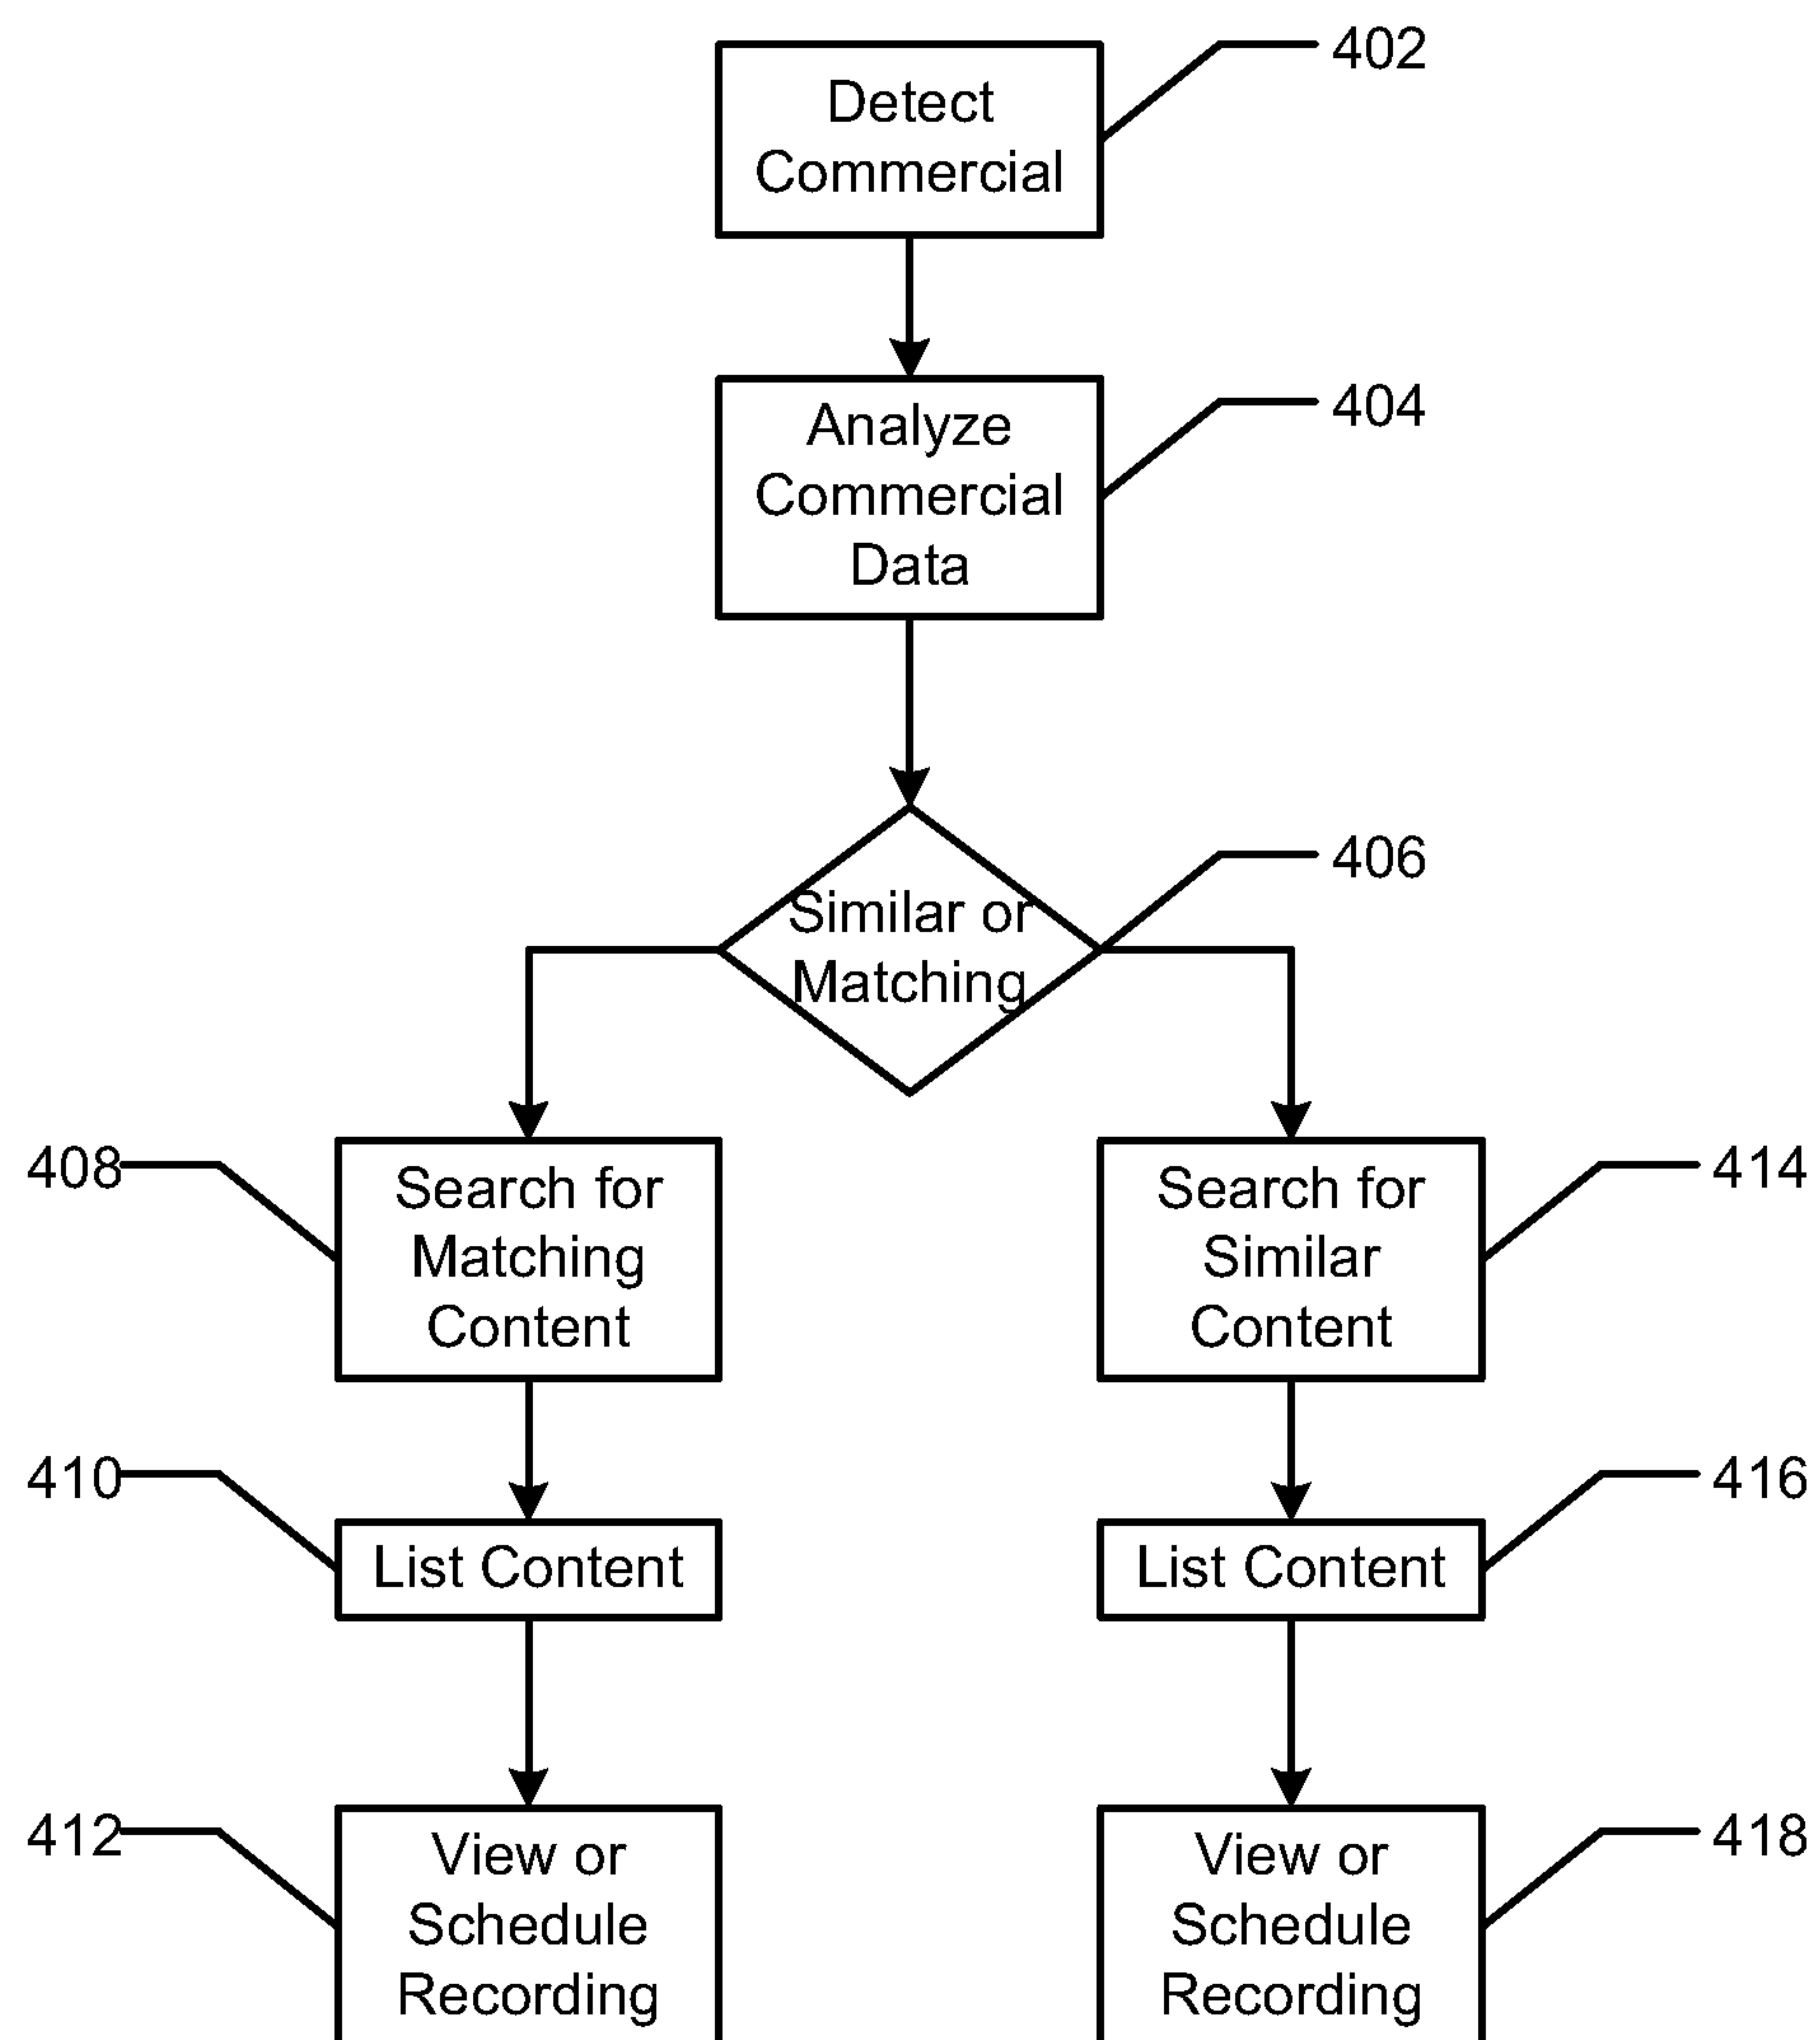 402
Detect
Commercial
404
Analyze
Commercial
Data
406
Similar or
Matching
408
Search for
Matching
Content
414
Search for
Similar
Content
410
List Content
416
List Content
412
View or
Schedule
Recording
418
View or
Schedule
Recording